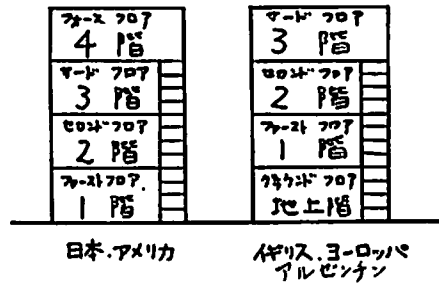 フォース フロア
4 階
サード フロア
3 階
セカンド フロア
2 階
ファースト フロア.
1 階
日本.アメリカ
サード フロア
3 階
セカンド フロア
2 階
ファースト フロア
1 階
グラウンド フロア
地上階
イギリス.ヨーロッパ
アルゼンチン